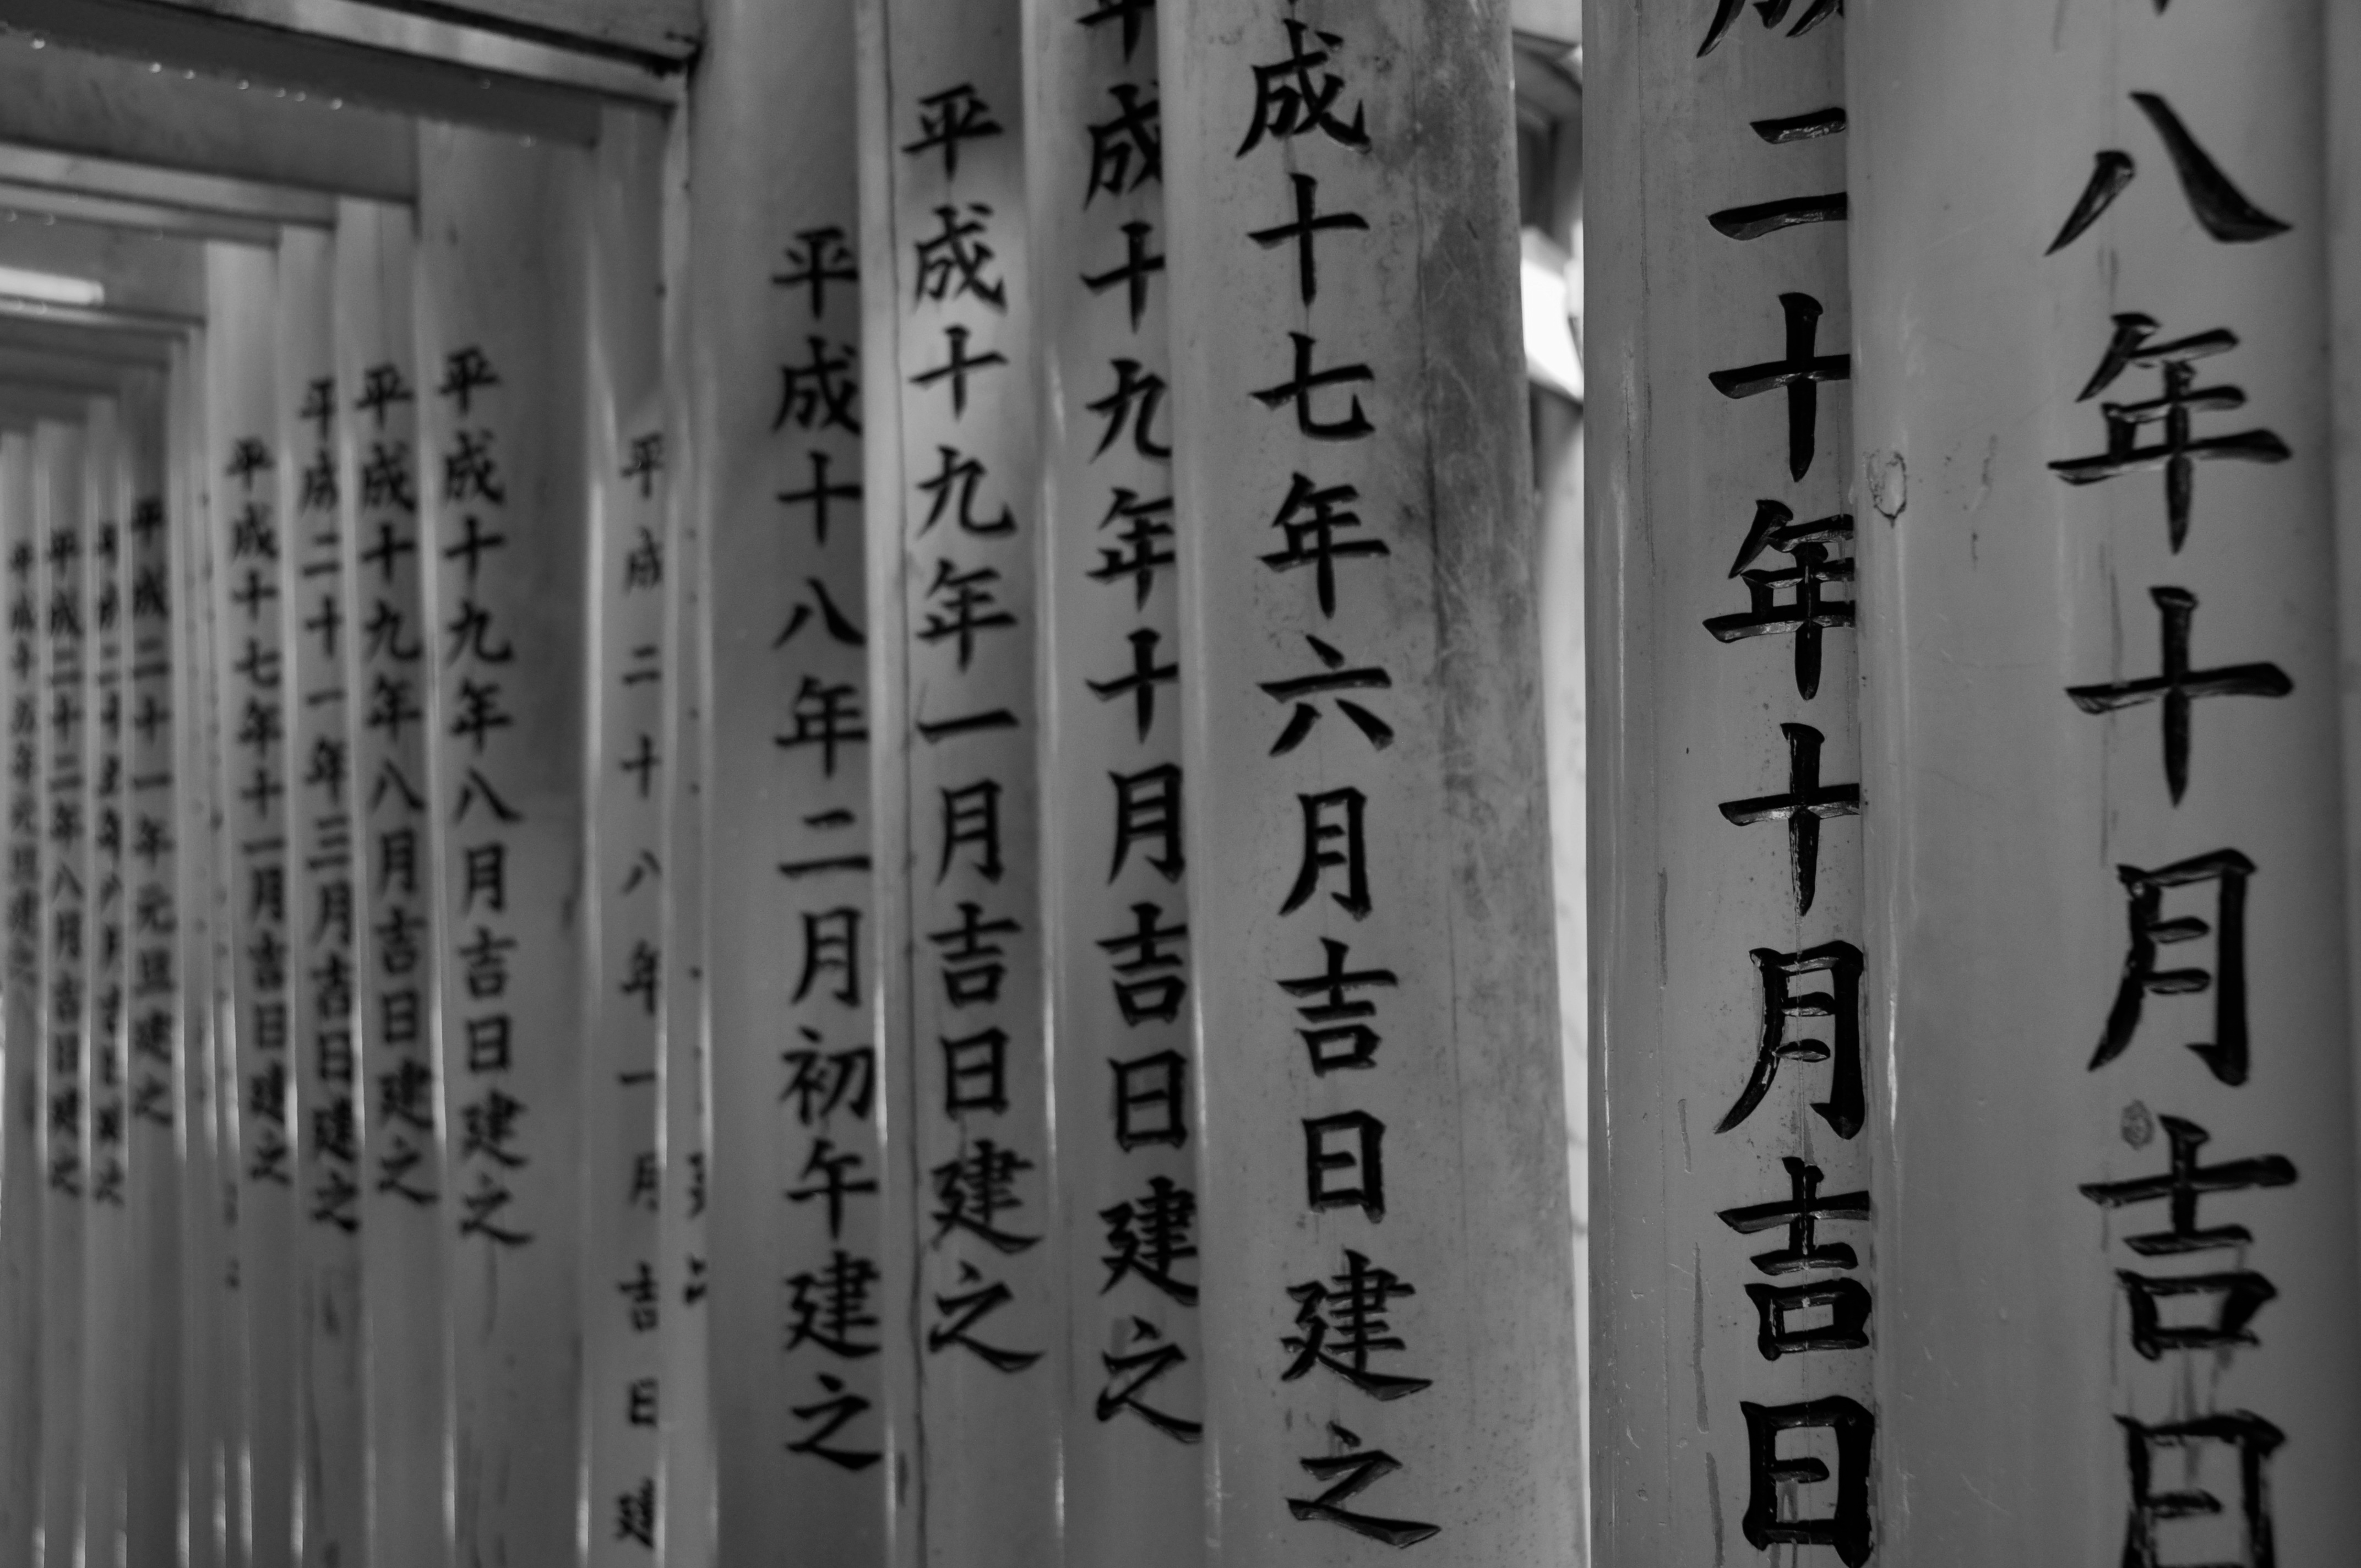 八年十月吉日
成二十年十月吉日
成十七年六月吉日建之
平成十九年十月吉日建之
平成十九年一月吉日建之
平成十八年二月初午建之
平成二十八年一月吉日建
平成十九年八月吉日建之
平成十九年八月吉日建之
平成二十一年三月吉日建之
平成十七年十一月吉日建之
平成二十一年元旦建之
平成二十二年八月吉日建之